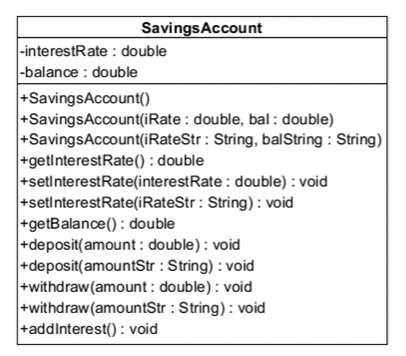 SavingsAccount
-interestRate : double
-balance : double
+SavingsAccount()
+SavingsAccount(iRate : double, bal : double)
+SavingsAccount(iRateStr : String, balString : String)
+getInterestRate() : double
+setInterestRate(interestRate : double) : void
+setInterestRate(iRateStr : String) : void
+getBalance() : double
+deposit(amount : double) : void
+deposit(amountStr : String) : void
+withdraw(amount : double) : void
+withdraw(amountStr : String) : void
+addInterest() : void